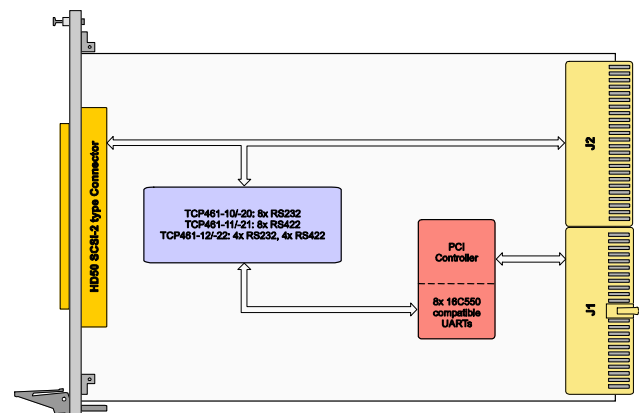 HD50 SCSI-2 type Connector
TCP461-10/-20: 8x RS232
TCP461-11/-21: 8x RS422
TCP461-12/-22: 4x RS232, 4x RS422
PCI
Controller
8x 16C550
compatible
UARTs
J2
J1